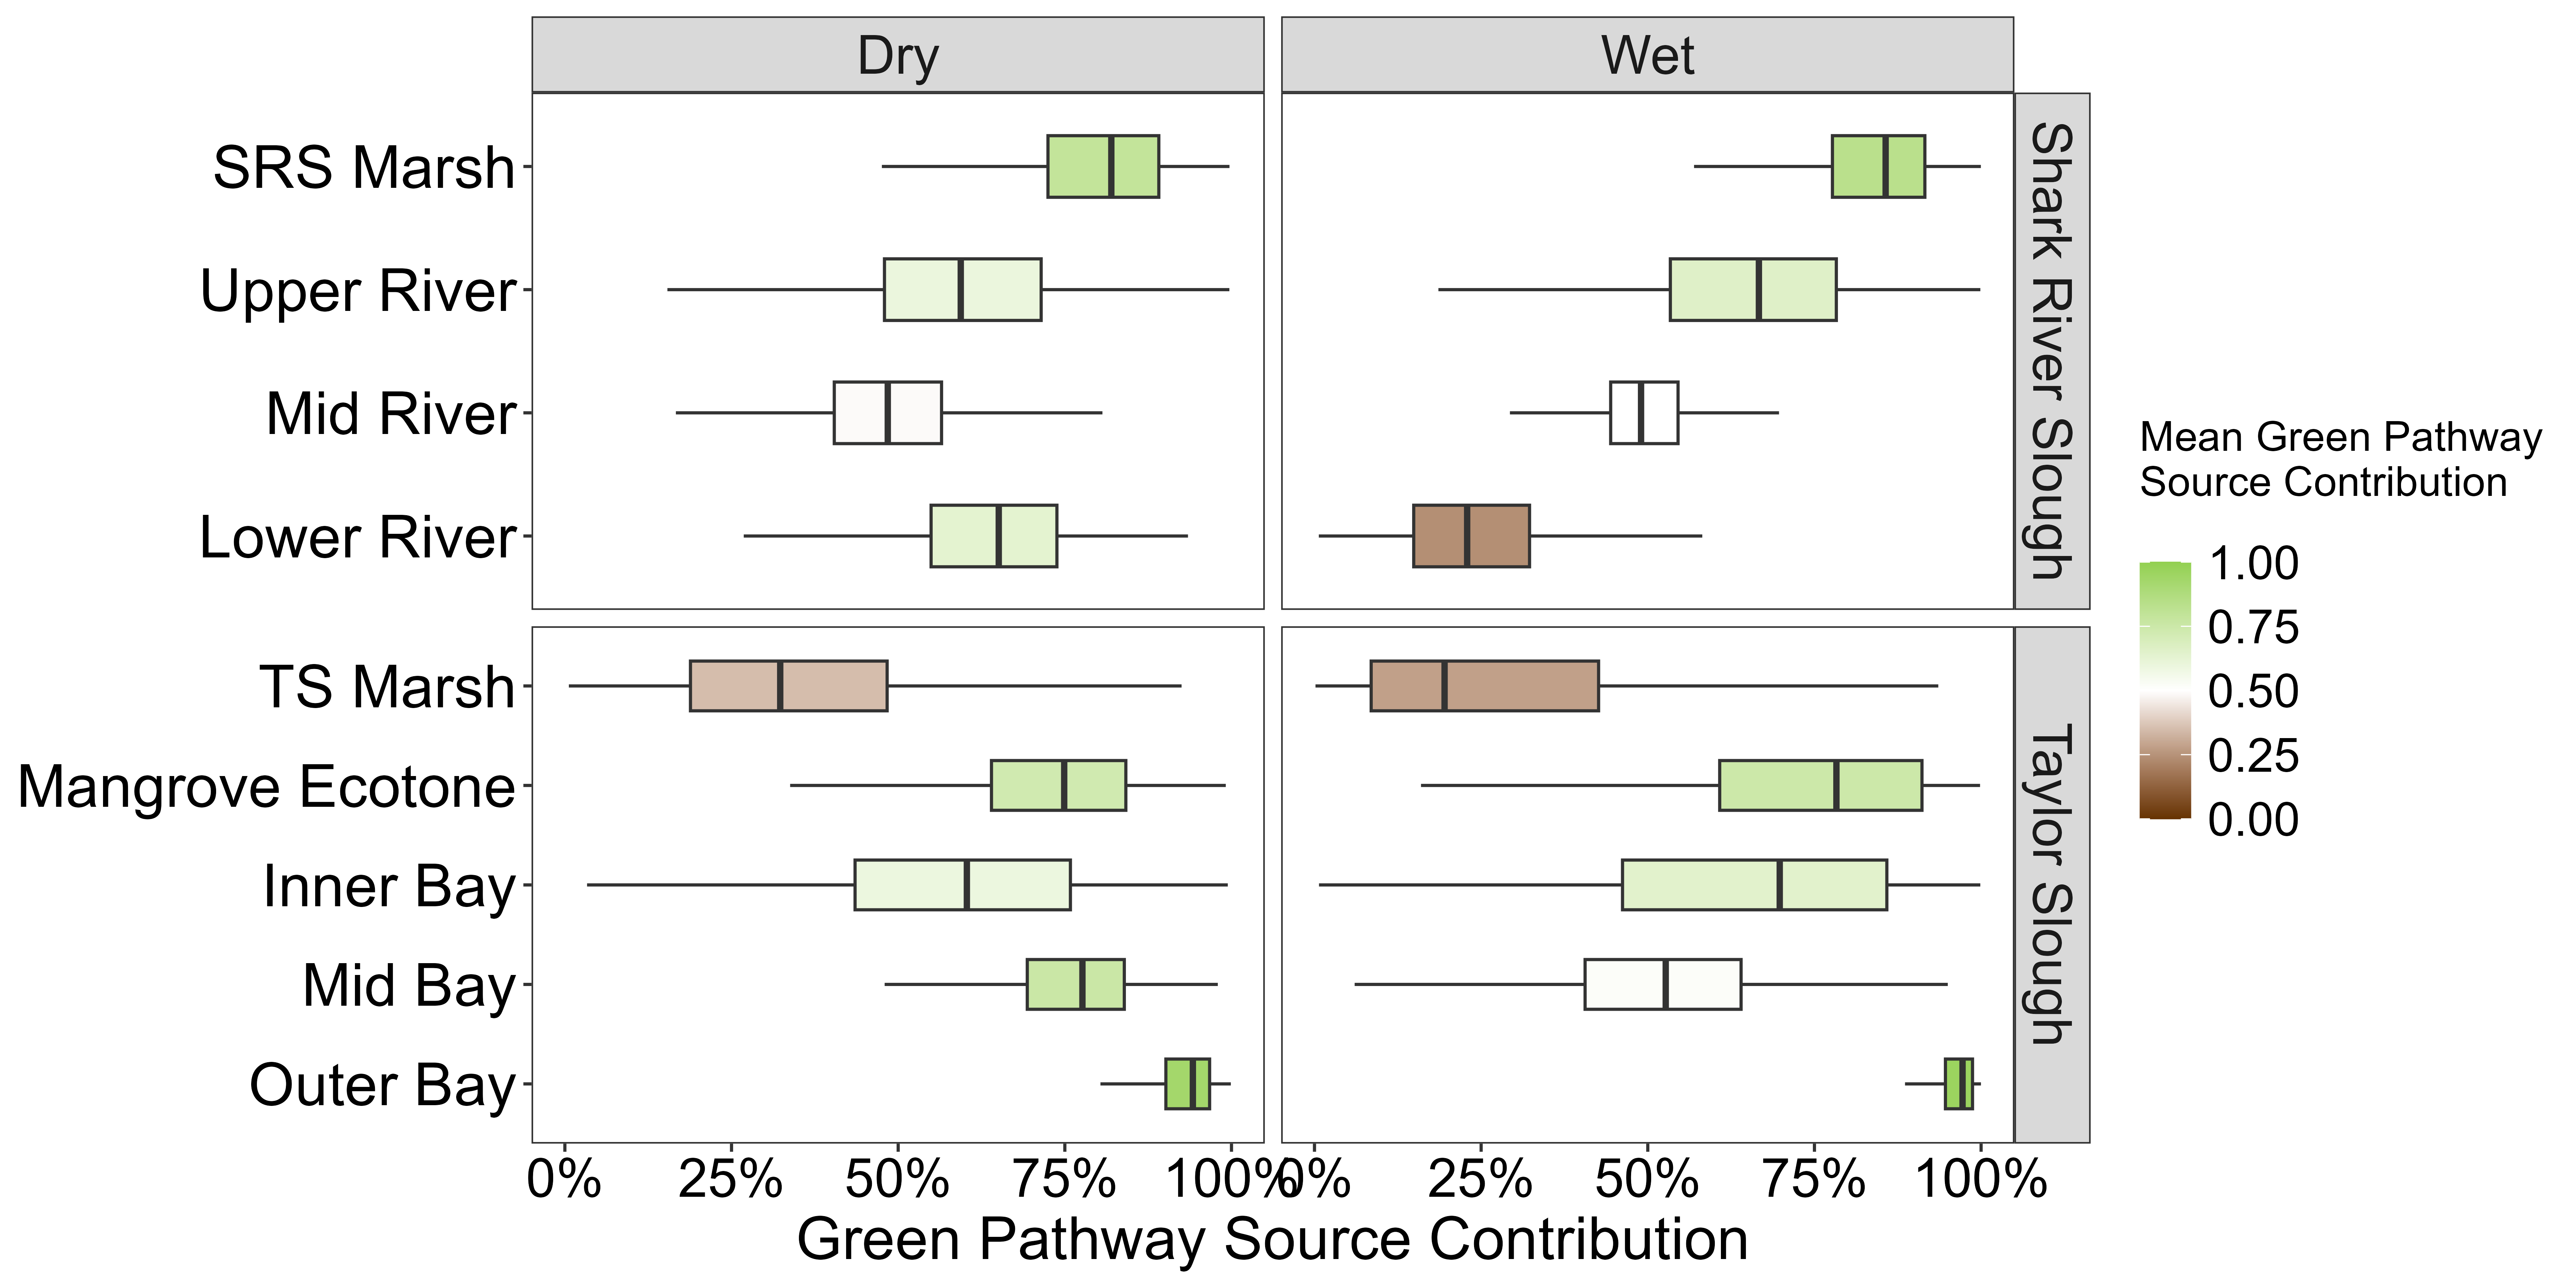 Dry
Wet
Shark River Slough
SRS Marsh
Upper River
Mid River
Lower River
Taylor Slough
TS Marsh
Mangrove Ecotone
Inner Bay
Mid Bay
Outer Bay
0% 25% 50% 75% 100%
0% 25% 50% 75% 100%
Green Pathway Source Contribution
Mean Green Pathway
Source Contribution
1.00
0.75
0.50
0.25
0.00